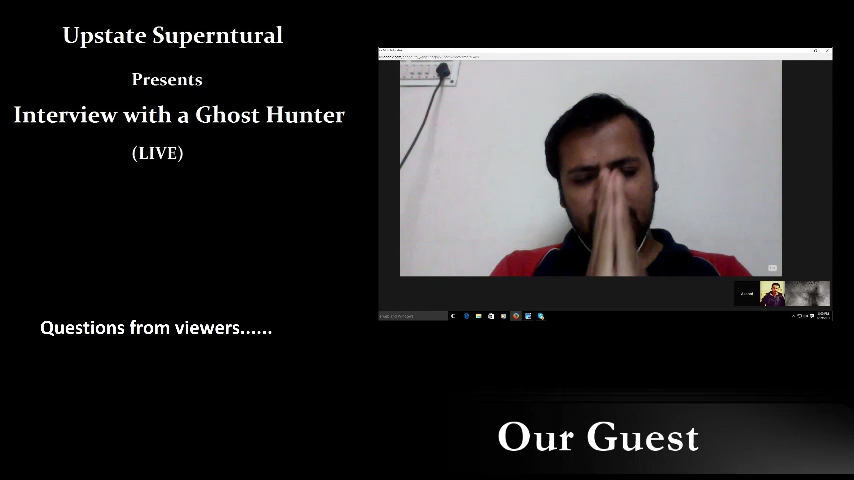 Upstate Superntural
Presents
Interview with a Ghost Hunter
(LIVE)
Questions from viewers......
Our Guest